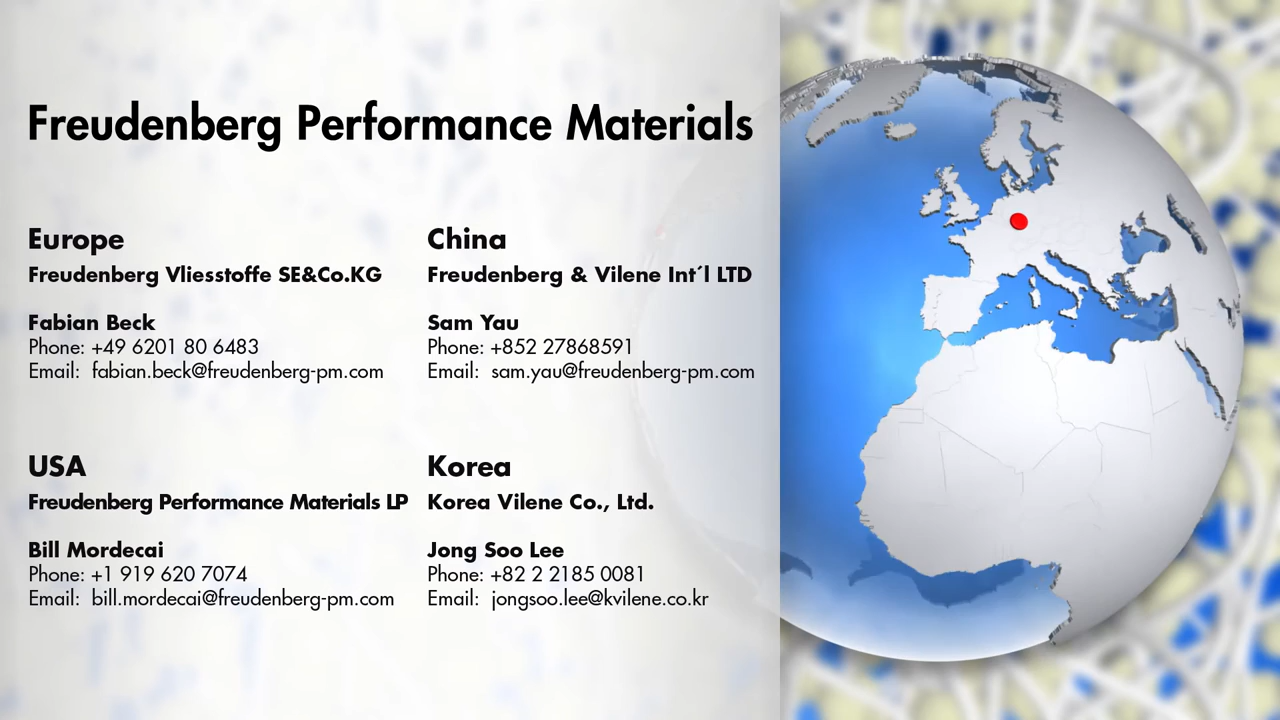 Freudenberg Performance Materials
Europe
Freudenberg Vliesstoffe SE&Co.KG
Fabian Beck
Phone: +49 6201 80 6483
Email: fabian.beck@freudenberg-pm.com
China
Freudenberg & Vilene Int´l LTD
Sam Yau
Phone: +852 27868591
Email: sam.yau@freudenberg-pm.com
USA
Freudenberg Performance Materials LP
Bill Mordecai
Phone: +1 919 620 7074
Email: bill.mordecai@freudenberg-pm.com
Korea
Korea Vilene Co., Ltd.
Jong Soo Lee
Phone: +82 2 2185 0081
Email: jongsoo.lee@kvilene.co.kr